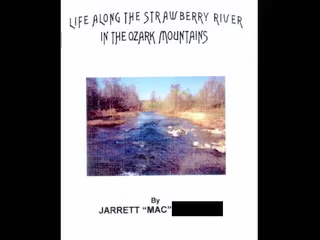 LIFE ALONG THE STRAWBERRY RIVER
IN THE OZARK MOUNTAINS
By
JARRETT "MAC"